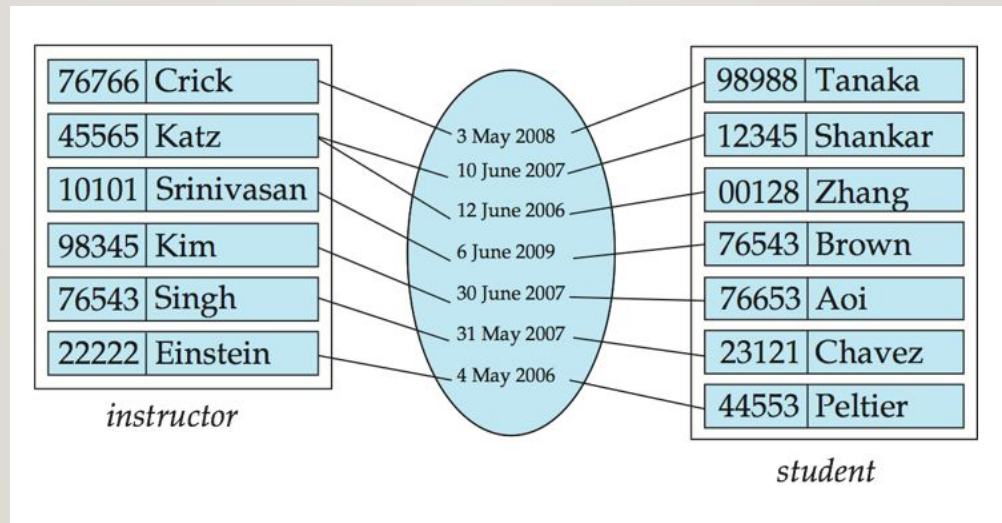 76766 Crick
45565 Katz
10101 Srinivasan
98345 Kim
76543 Singh
22222 Einstein
instructor
3 May 2008
10 June 2007
12 June 2006
6 June 2009
30 June 2007
31 May 2007
4 May 2006
98988 Tanaka
12345 Shankar
00128 Zhang
76543 Brown
76653 Aoi
23121 Chavez
44553 Peltier
student